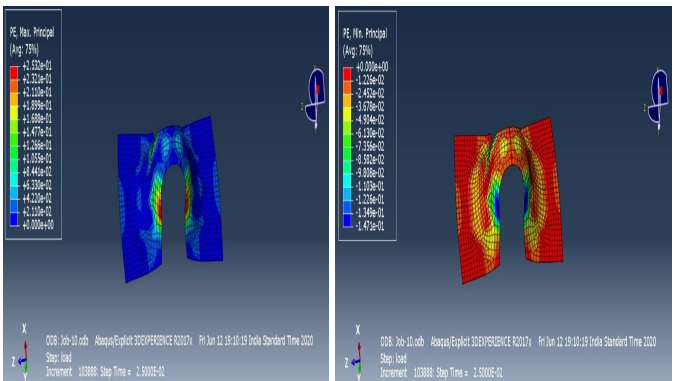 PE, Max. Principal
(Avg: 75%)
+2.532e-01
+2.321e-01
+2.110e-01
+1.899e-01
+1.688e-01
+1.477e-01
+1.266e-01
+1.055e-01
+8.441e-02
+6.330e-02
+4.220e-02
+2.110e-02
+0.000e+00
Z
X
Z
ODB: Job-10.odb Abaqus/Explicit 3DEXPERIENCE R2017x Fri Jun 12 19:10:19 India Standard Time 2020
Step: load
Increment 103888: Step Time = 2.5000E-02
PE, Min. Principal
(Avg: 75%)
+0.000e+00
-1.226e-02
-2.452e-02
-3.678e-02
-4.904e-02
-6.130e-02
-7.356e-02
-8.582e-02
-9.808e-02
-1.103e-01
-1.226e-01
-1.349e-01
-1.471e-01
Z
X
Z
ODB: Job-10.odb Abaqus/Explicit 3DEXPERIENCE R2017x Fri Jun 12 19:10:19 India Standard Time 2020
Step: load
Increment 103888: Step Time = 2.5000E-02